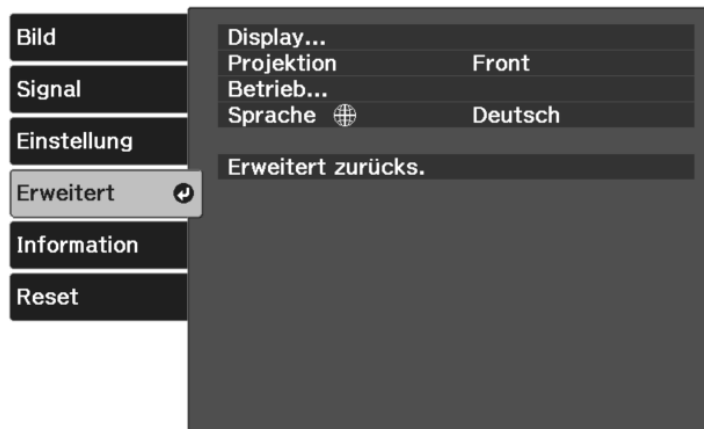 Bild
Signal
Einstellung
Erweitert
Information
Reset
Display...
Projektion Front
Betrieb...
Sprache Deutsch
Erweitert zurücks.